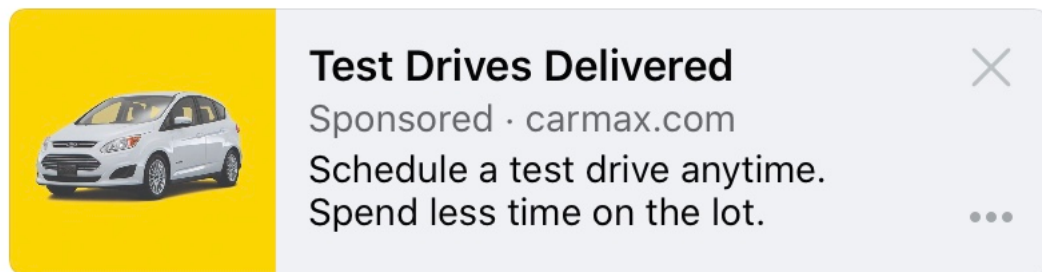 Test Drives Delivered
Sponsored · carmax.com
Schedule a test drive anytime.
Spend less time on the lot.